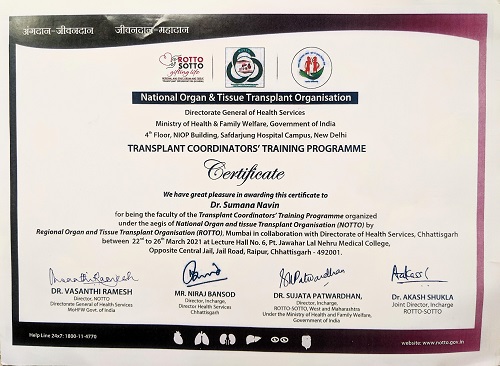 अंगदान-जीवनदान जीवनदान-महादान
ROTTO
SOTTO
gifting life
National Organ & Tissue Transplant Organisation
Directorate General of Health Services
Ministry of Health & Family Welfare, Government of India
4th Floor, NIOP Building, Safdarjung Hospital Campus, New Delhi
TRANSPLANT COORDINATORS' TRAINING PROGRAMME
Certificate
We have great pleasure in awarding this certificate to
Dr. Sumana Navin
for being the faculty of the Transplant Coordinators' Training Programme organized
under the aegis of National Organ and tissue Transplant Organisation (NOTTO) by
Regional Organ and Tissue Transplant Organisation (ROTTO), Mumbai in collaboration with Directorate of Health Services, Chhattisgarh
between 22nd to 26th March 2021 at Lecture Hall No. 6, Pt. Jawahar Lal Nehru Medical College,
Opposite Central Jail, Jail Road, Raipur, Chhattisgarh - 492001.
Vasanthi Ramesh
SM Patwardhan
DR. VASANTHI RAMESH
Director, NOTTO
Directorate General of Health Services
MoHFW Govt. of India
MR. NIRAJ BANSOD
Director, Incharge,
Director Health Services
Chhattisgarh
DR. SUJATA PATWARDHAN,
Director, Incharge,
ROTTO-SOTTO, West and Maharashtra
Under the Ministry of Health and Family Welfare,
Government of India
Dr. AKASH SHUKLA
Joint Director, Incharge
ROTTO-SOTTO
Help Line 24x7: 1800-11-4770
website: www.notto.gov.in